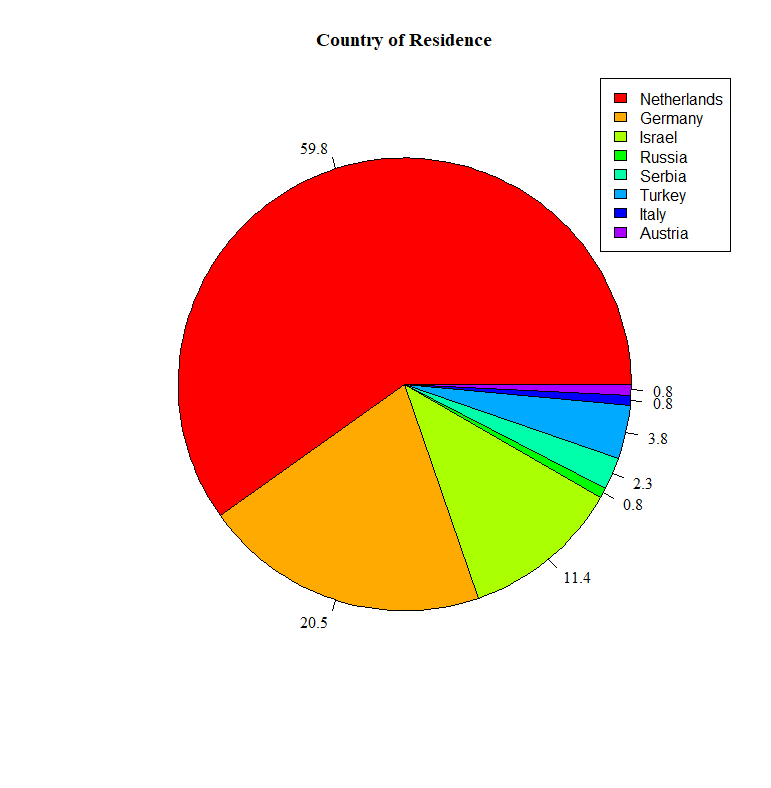 Country of Residence
Netherlands
Germany
Israel
Russia
Serbia
Turkey
Italy
Austria
59.8
0.8
0.8
3.8
2.3
0.8
11.4
20.5